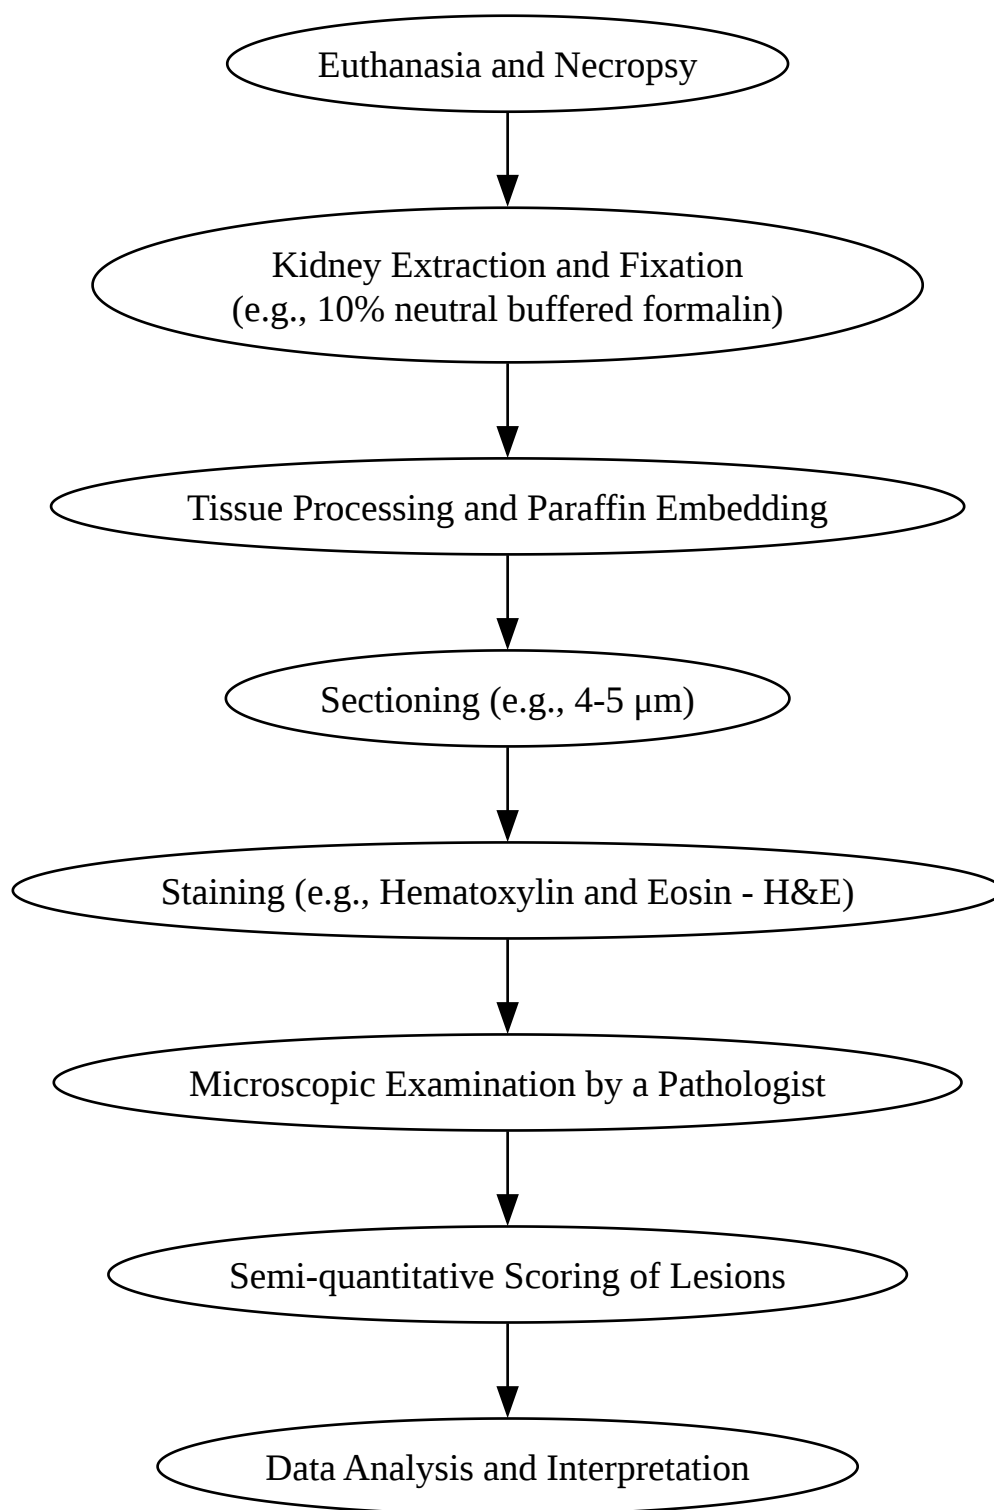 Euthanasia and Necropsy
Kidney Extraction and Fixation
(e.g., 10% neutral buffered formalin)
Tissue Processing and Paraffin Embedding
Sectioning (e.g., 4-5 μm)
Staining (e.g., Hematoxylin and Eosin - H&E)
Microscopic Examination by a Pathologist
Semi-quantitative Scoring of Lesions
Data Analysis and Interpretation